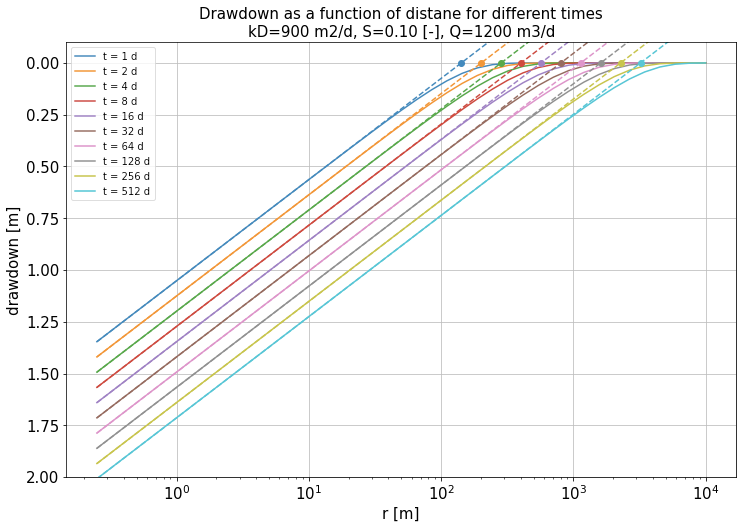 Drawdown as a function of distane for different times
kD=900 m2/d, S=0.10 [-], Q=1200 m3/d
t = 1 d
t = 2 d
t = 4 d
t = 8 d
t = 16 d
t = 32 d
t = 64 d
t = 128 d
t = 256 d
t = 512 d
drawdown [m]
0.00
0.25
0.50
0.75
1.00
1.25
1.50
1.75
2.00
10⁰ 10¹ 10² 10³ 10⁴
r [m]